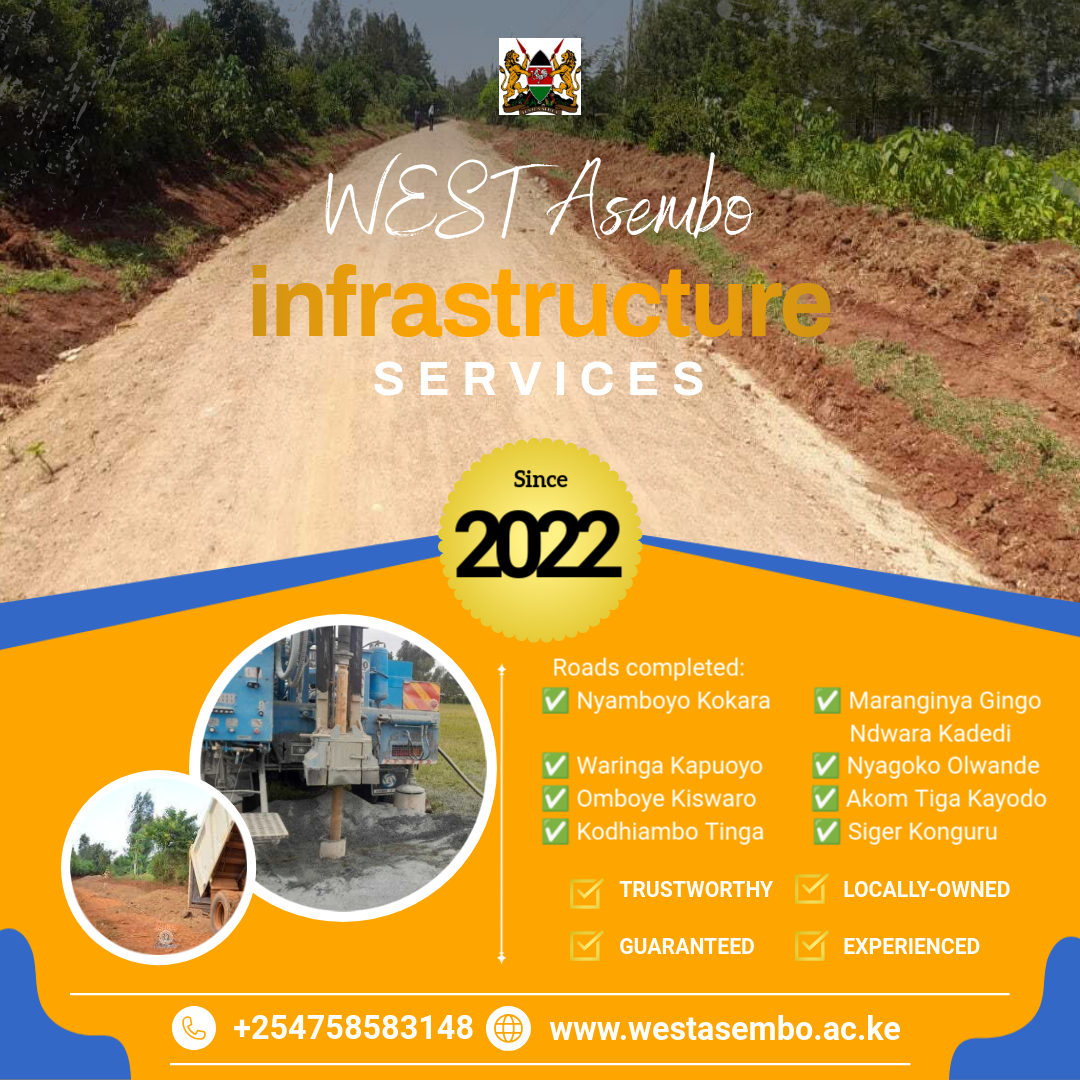 WEST Asembo
infrastructure
SERVICES
Since
2022
Roads completed:
✅ Nyamboyo Kokara
✅ Waringa Kapuoyo
✅ Omboye Kiswaro
✅ Kodhiambo Tinga
✅ Maranginya Gingo
Ndwara Kadedi
✅ Nyagoko Olwande
✅ Akom Tiga Kayodo
✅ Siger Konguru
TRUSTWORTHY
LOCALLY-OWNED
GUARANTEED
EXPERIENCED
+254758583148
www.westasembo.ac.ke